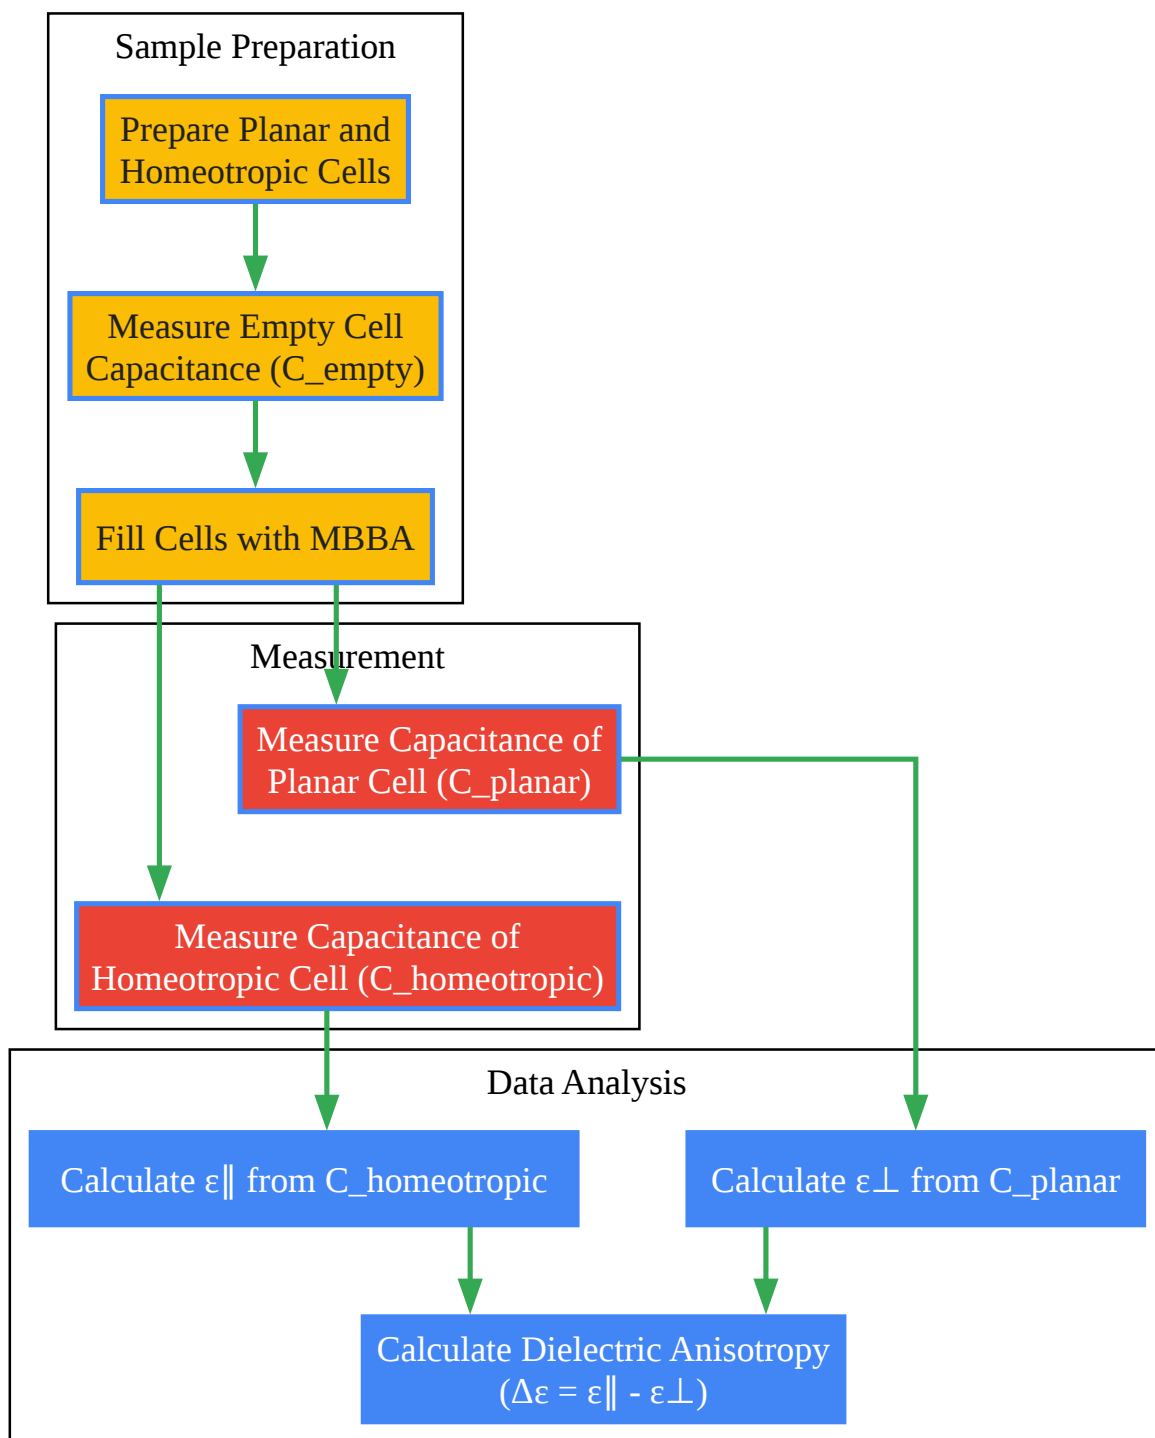 Sample Preparation
Prepare Planar and
Homeotropic Cells
Measure Empty Cell
Capacitance (C_empty)
Fill Cells with MBBA
Measurement
Measure Capacitance of
Planar Cell (C_planar)
Measure Capacitance of
Homeotropic Cell (C_homeotropic)
Data Analysis
Calculate ε∥ from C_homeotropic
Calculate ε⊥ from C_planar
Calculate Dielectric Anisotropy
(Δε = ε∥ - ε⊥)